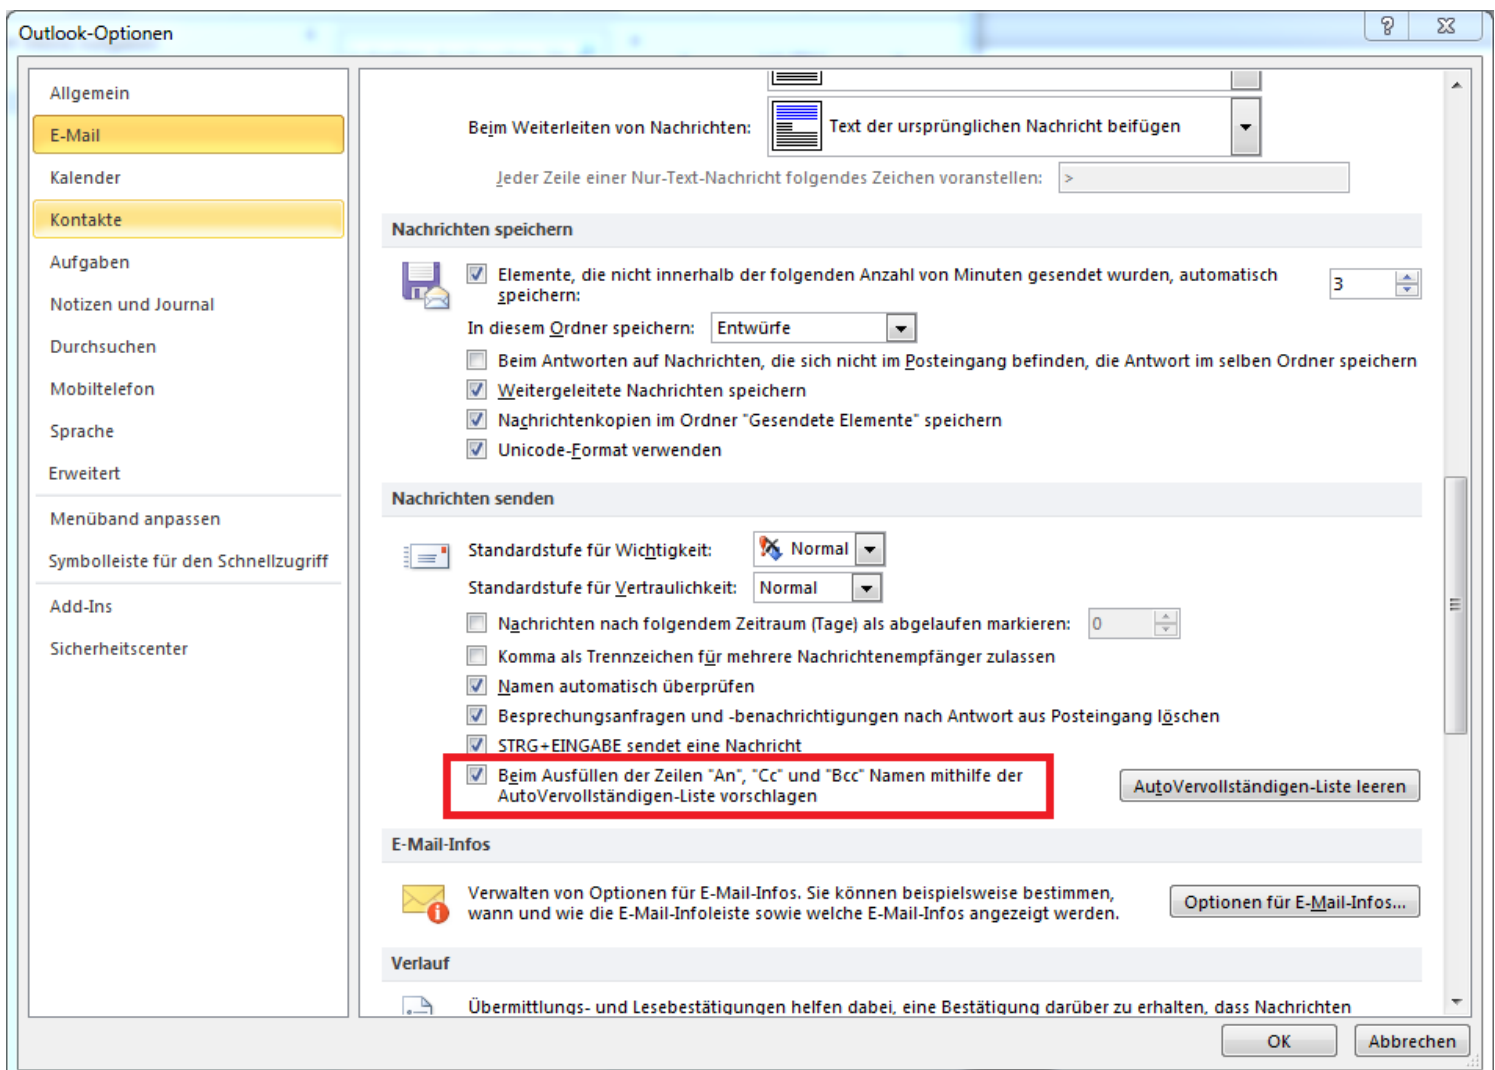 Outlook-Optionen
Allgemein
E-Mail
Kalender
Kontakte
Aufgaben
Notizen und Journal
Durchsuchen
Mobiltelefon
Sprache
Erweitert
Menüband anpassen
Symbolleiste für den Schnellzugriff
Add-Ins
Sicherheitscenter
Beim Weiterleiten von Nachrichten: Text der ursprünglichen Nachricht beifügen
Jeder Zeile einer Nur-Text-Nachricht folgendes Zeichen voranstellen: >
Nachrichten speichern
Elemente, die nicht innerhalb der folgenden Anzahl von Minuten gesendet wurden, automatisch 3
speichern:
In diesem Ordner speichern: Entwürfe
Beim Antworten auf Nachrichten, die sich nicht im Posteingang befinden, die Antwort im selben Ordner speichern
Weitergeleitete Nachrichten speichern
Nachrichtenkopien im Ordner "Gesendete Elemente" speichern
Unicode-Format verwenden
Nachrichten senden
Standardstufe für Wichtigkeit: Normal
Standardstufe für Vertraulichkeit: Normal
Nachrichten nach folgendem Zeitraum (Tage) als abgelaufen markieren: 0
Komma als Trennzeichen für mehrere Nachrichtenempfänger zulassen
Namen automatisch überprüfen
Besprechungsanfragen und -benachrichtigungen nach Antwort aus Posteingang löschen
STRG+EINGABE sendet eine Nachricht
Beim Ausfüllen der Zeilen "An", "Cc" und "Bcc" Namen mithilfe der
AutoVervollständigen-Liste vorschlagen
AutoVervollständigen-Liste leeren
E-Mail-Infos
Verwalten von Optionen für E-Mail-Infos. Sie können beispielsweise bestimmen,
wann und wie die E-Mail-Infoleiste sowie welche E-Mail-Infos angezeigt werden.
Optionen für E-Mail-Infos...
Verlauf
Übermittlungs- und Lesebestätigungen helfen dabei, eine Bestätigung darüber zu erhalten, dass Nachrichten
OK
Abbrechen